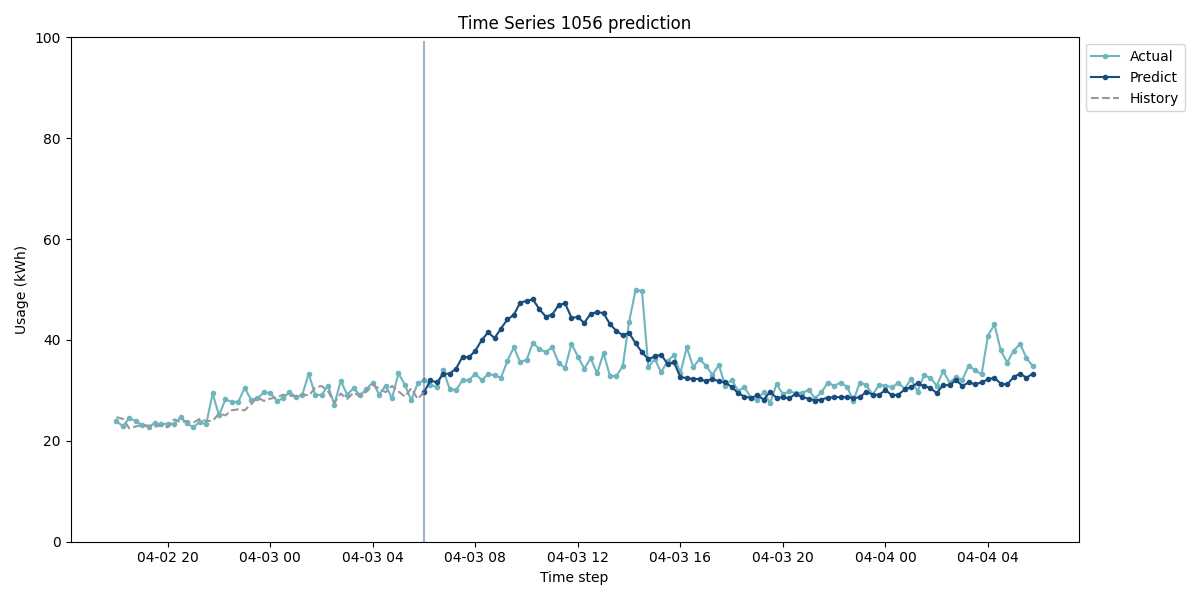 Time Series 1056 prediction
100
80
60
40
20
0
Usage (kWh)
04-02 20
04-03 00
04-03 04
04-03 08
04-03 12
04-03 16
04-03 20
04-04 00
04-04 04
Time step
Actual
Predict
History